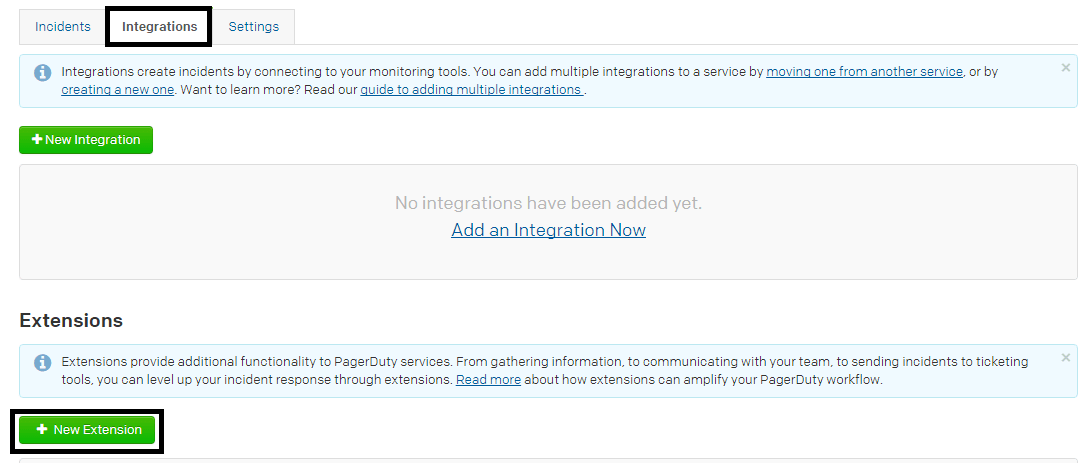 Incidents Integrations Settings
Integrations create incidents by connecting to your monitoring tools. You can add multiple integrations to a service by moving one from another service, or by
creating a new one. Want to learn more? Read our guide to adding multiple integrations .
+ New Integration
No integrations have been added yet.
Add an Integration Now
Extensions
Extensions provide additional functionality to PagerDuty services. From gathering information, to communicating with your team, to sending incidents to ticketing
tools, you can level up your incident response through extensions. Read more about how extensions can amplify your PagerDuty workflow.
+ New Extension